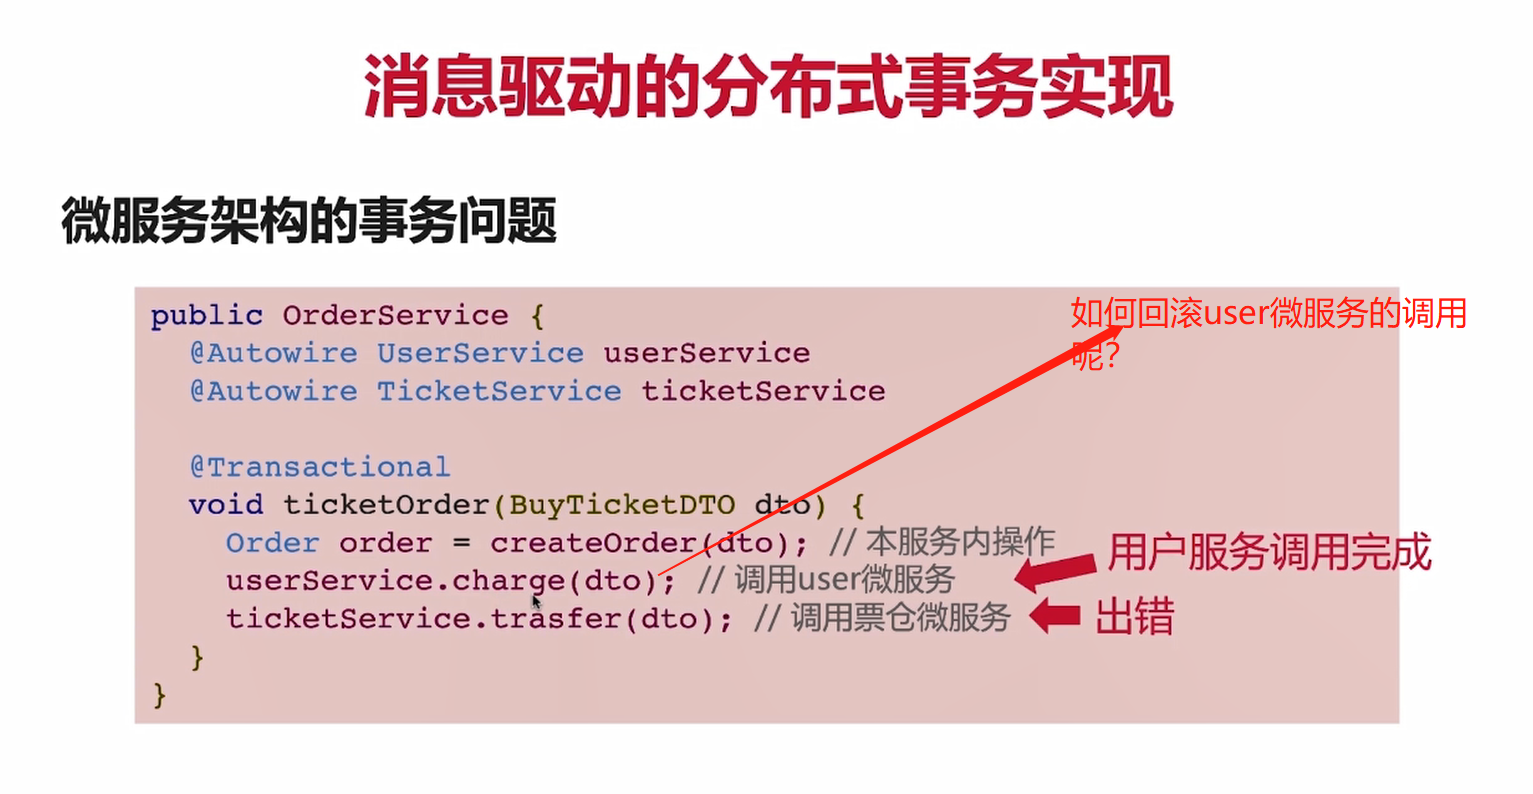 消息驱动的分布式事务实现
微服务架构的事务问题
public OrderService {
如何回滚user微服务的调用
呢？
@Autowire UserService userService
@Autowire TicketService ticketService
@Transactional
void ticketOrder(BuyTicketDTO dto) {
Order order = createOrder(dto); // 本服务内操作
用户服务调用完成
userService.charge(dto); // 调用user微服务
ticketService.trasfer(dto); // 调用票仓微服务
出错
}
}